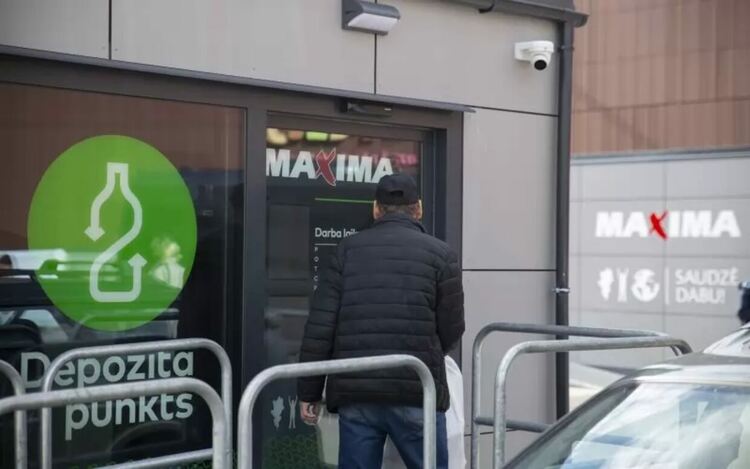 MAXIMA
Darba laiks
P
O
T
C
P
MAXIMA
SAUDZĒ
DABU!
Depozīta
punkts